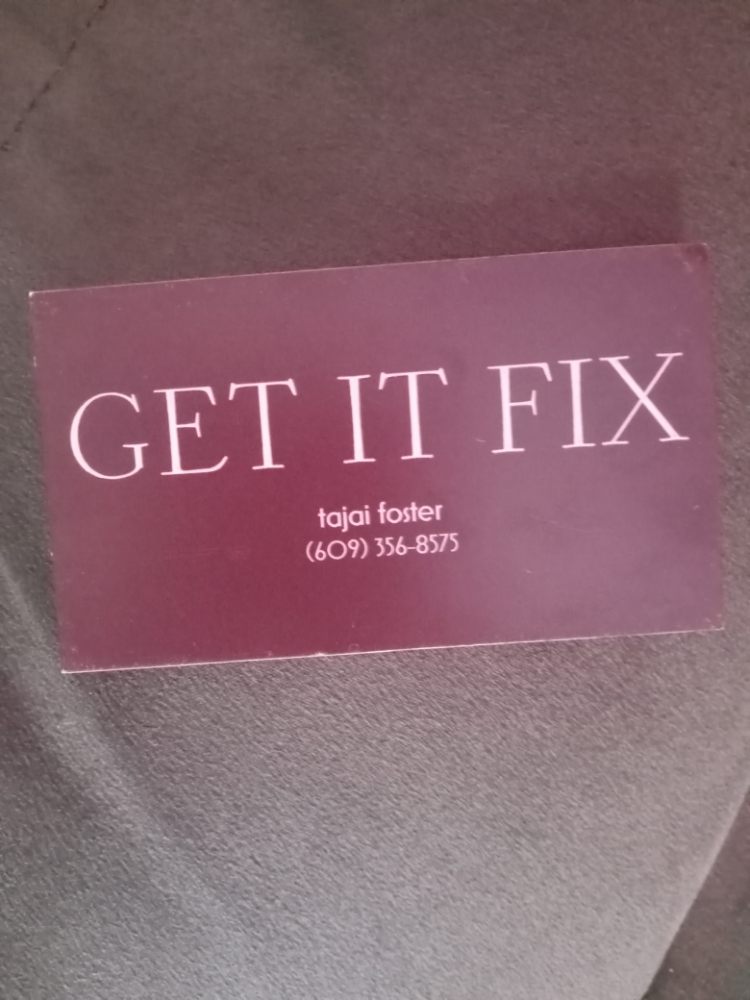 GET IT FIX
tajai foster
(609) 356-8575